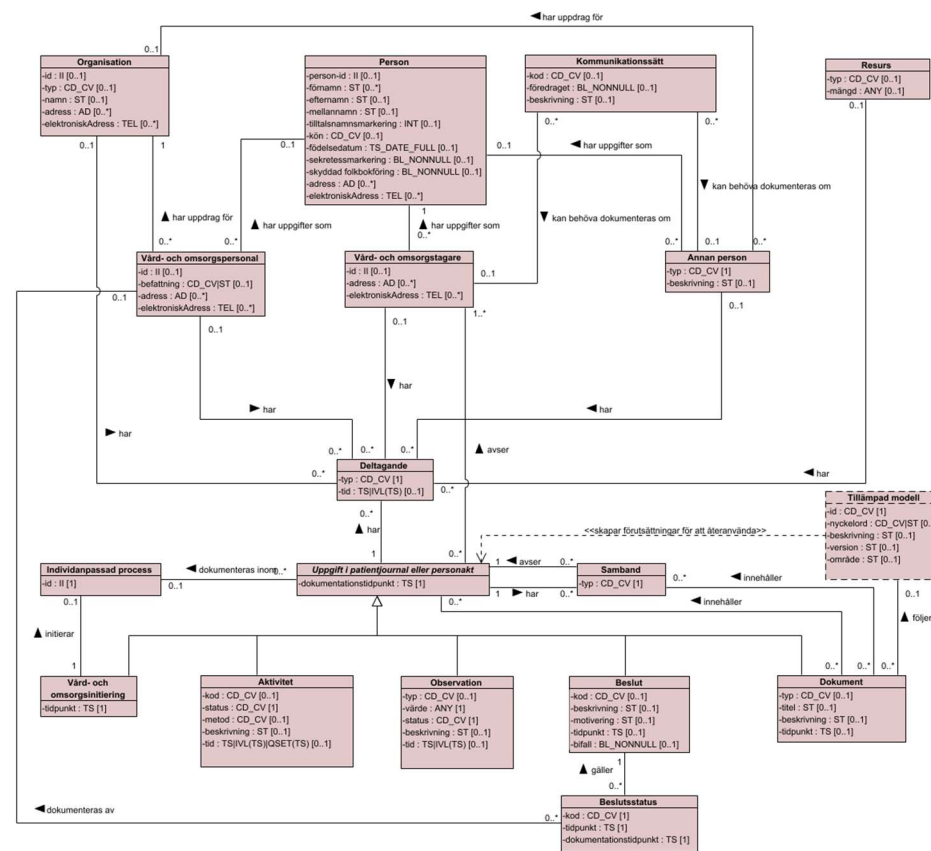 har uppdrag för
0..1
0..*
Organisation
-id : II [0..1]
-typ : CD_CV [0..1]
-namn : ST [0..1]
-adress : AD [0..*]
-elektroniskAdress : TEL [0..*]
Person
-person-id : II [0..1]
-förnamn : ST [0..*]
-efternamn : ST [0..*]
-mellannamn : ST [0..*]
-tilltalsnamnsmarkering : INT [0..1]
-kön : CD_CV [0..1]
-födelsedatum : TS_DATE_FULL [0..1]
-sekretessmarkering : BL_NONNULL [0..1]
-skyddad folkbokföring : BL_NONNULL [0..1]
-adress : AD [0..*]
-elektroniskAdress : TEL [0..*]
Kommunikationssätt
-kod : CD_CV [0..1]
-föredraget : BL_NONNULL [0..1]
-beskrivning : ST [0..1]
Resurs
-typ : CD_CV [0..1]
-mängd : ANY [0..1]
0..1
1
0..1
0..1
0..*
0..*
0..1
har uppgifter som
kan behöva dokumenteras om
1
har uppdrag för
har uppgifter som
har uppgifter som
kan behöva dokumenteras om
0..*
0..*
0..*
0..*
0..1
0..*
Vård- och omsorgspersonal
-id : II [0..1]
-befattning : CD_CV|ST [0..1]
-adress : AD [0..*]
-elektroniskAdress : TEL [0..*]
Vård- och omsorgstagare
-id : II [0..1]
-adress : AD [0..*]
-elektroniskAdress : TEL [0..*]
Annan person
-typ : CD_CV [1]
-beskrivning : ST [0..1]
0..1
0..1
0..1
0..1
1..*
0..1
har
har
har
har
avser
har
0..*
0..*
0..*
0..*
0..*
Deltagande
-typ : CD_CV [1]
-tid : TS|IVL(TS) [0..1]
0..*
har
1
0..*
<<skapar förutsättningar för att återanvända>>
Tillämpad modell
-id : CD_CV [1]
-nyckelord : CD_CV|ST [0..
-beskrivning : ST [0..1]
-version : ST [0..1]
-område : ST [0..1]
Individanpassad process
-id : II [1]
dokumenteras inom
0..1
Uppgift i patientjournal eller personakt
-dokumentationstidpunkt : TS [1]
1
avser
0..*
1
har
0..*
Samband
-typ : CD_CV [1]
0..*
innehåller
0..*
innehåller
0..1
följer
0..1
initierar
1
0..*
0..*
0..*
Vård- och
omsorgsinitiering
-tidpunkt : TS [1]
Aktivitet
-kod : CD_CV [0..1]
-status : CD_CV [1]
-metod : CD_CV [0..1]
-beskrivning : ST [0..1]
-tid : TS|IVL(TS)|QSET(TS) [0..1]
Observation
-typ : CD_CV [0..1]
-värde : ANY [1]
-status : CD_CV [1]
-beskrivning : ST [0..1]
-tid : TS|IVL(TS) [0..1]
Beslut
-kod : CD_CV [0..1]
-beskrivning : ST [0..1]
-motivering : ST [0..1]
-tidpunkt : TS [0..1]
-bifall : BL_NONNULL [0..1]
Dokument
-typ : CD_CV [0..1]
-titel : ST [0..1]
-beskrivning : ST [0..1]
-tidpunkt : TS [0..1]
1
gäller
0..*
dokumenteras av
0..*
Beslutsstatus
-kod : CD_CV [1]
-tidpunkt : TS [1]
-dokumentationstidpunkt : TS [1]